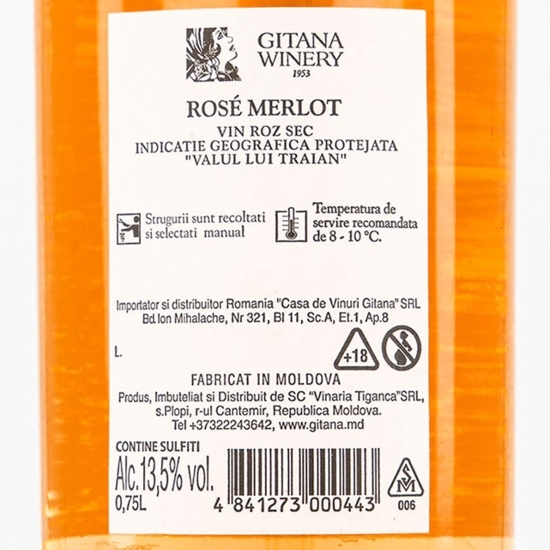 GITANA
WINERY
1953
ROSÉ MERLOT
VIN ROZ SEC
INDICATIE GEOGRAFICA PROTEJATA
"VALUL LUI TRAIAN"
Strugurii sunt recoltati
si selectati manual
Temperatura de
servire recomandata
de 8 - 10 °C.
Importator si distribuitor Romania "Casa de Vinuri Gitana" SRL
Bd.Ion Mihalache, Nr 321, Bl 11, Sc.A, Et.1, Ap.8
L.
+18
FABRICAT IN MOLDOVA
Produs, Imbuteliat si Distribuit de SC "Vinaria Tiganca"SRL,
s.Plopi, r-ul Cantemir, Republica Moldova.
Tel +37322243642, www.gitana.md
CONTINE SULFITI
Alc.13,5% vol.
0,75L
4 841273 000443
SM
006